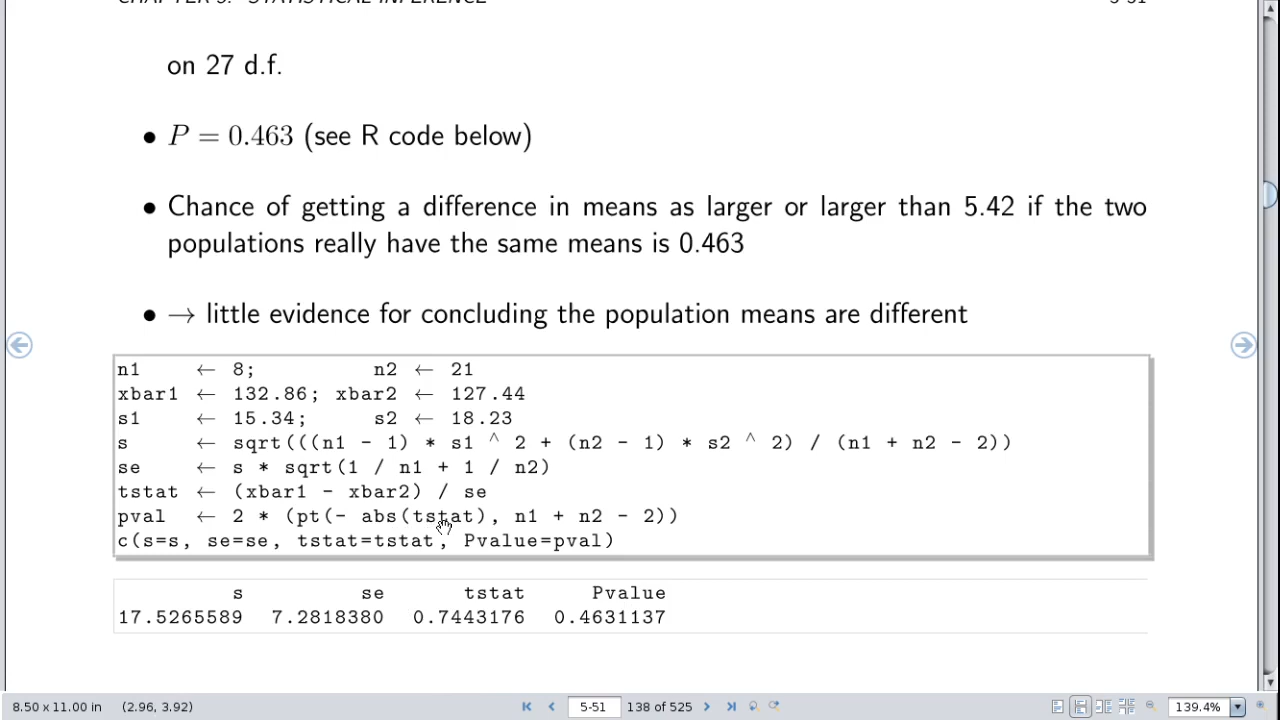 CHAPTER 5. STATISTICAL INFERENCE 5-51
on 27 d.f.
• P = 0.463 (see R code below)
• Chance of getting a difference in means as larger or larger than 5.42 if the two
populations really have the same means is 0.463
• → little evidence for concluding the population means are different
n1 ← 8; n2 ← 21
xbar1 ← 132.86; xbar2 ← 127.44
s1 ← 15.34; s2 ← 18.23
s ← sqrt(((n1 - 1) * s1 ^ 2 + (n2 - 1) * s2 ^ 2) / (n1 + n2 - 2))
se ← s * sqrt(1 / n1 + 1 / n2)
tstat ← (xbar1 - xbar2) / se
pval ← 2 * (pt(- abs(tstat), n1 + n2 - 2))
c(s=s, se=se, tstat=tstat, Pvalue=pval)
s se tstat Pvalue
17.5265589 7.2818380 0.7443176 0.4631137
8.50 x 11.00 in (2.96, 3.92) 5-51 138 of 525 139.4%